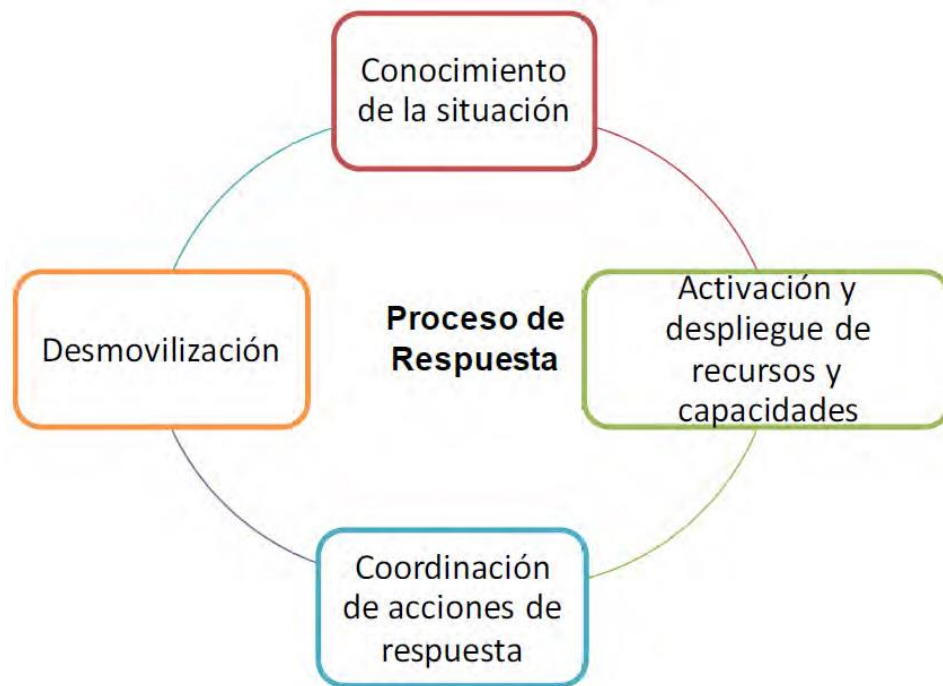 Conocimiento
de la situación
Activación y
despliegue de
recursos y
capacidades
Proceso de
Respuesta
Desmovilización
Coordinación
de acciones de
respuesta